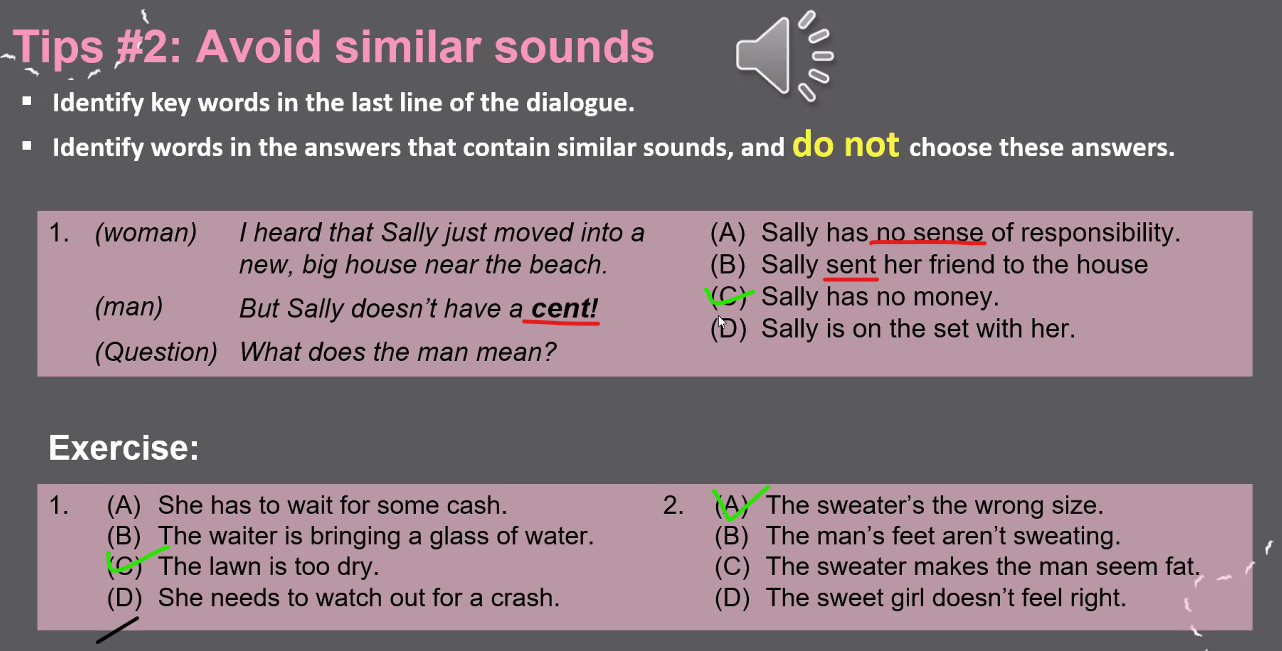 Tips #2: Avoid similar sounds
▪ Identify key words in the last line of the dialogue.
▪ Identify words in the answers that contain similar sounds, and do not choose these answers.
1. (woman) I heard that Sally just moved into a
new, big house near the beach.
(man) But Sally doesn't have a cent!
(Question) What does the man mean?
(A) Sally has no sense of responsibility.
(B) Sally sent her friend to the house
(C) Sally has no money.
(D) Sally is on the set with her.
Exercise:
1. (A) She has to wait for some cash.
(B) The waiter is bringing a glass of water.
(C) The lawn is too dry.
(D) She needs to watch out for a crash.
2. (A) The sweater's the wrong size.
(B) The man's feet aren't sweating.
(C) The sweater makes the man seem fat.
(D) The sweet girl doesn't feel right.